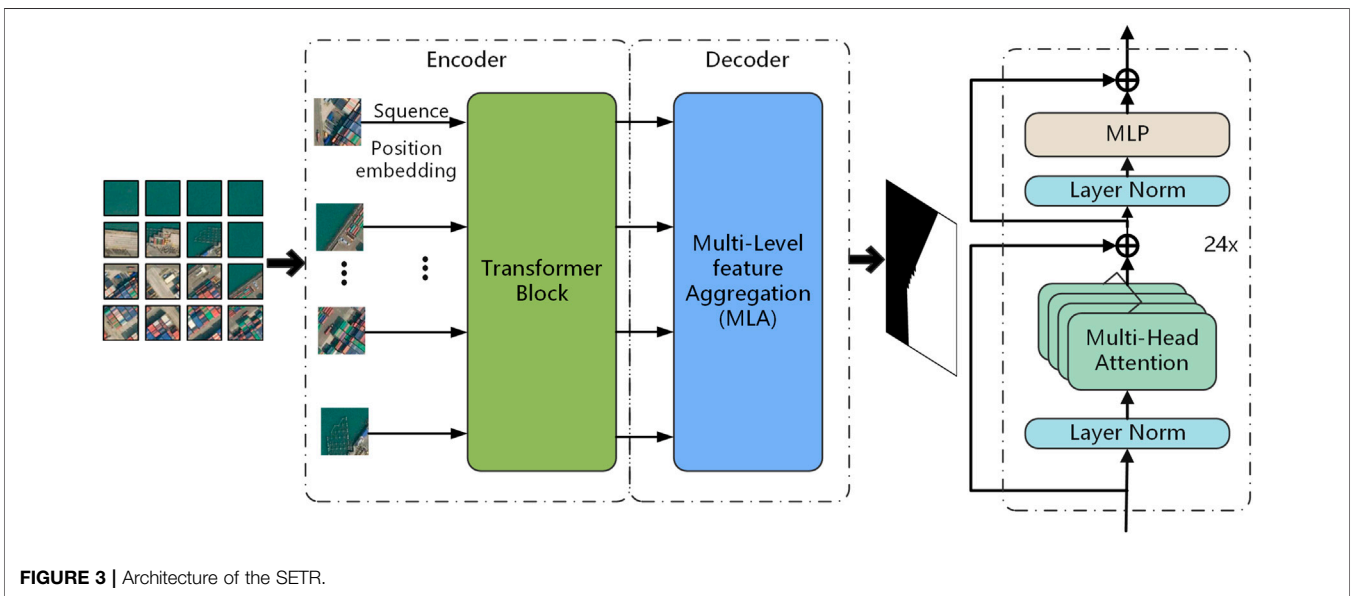 Encoder
Decoder
Squence
Position
embedding
Transformer
Block
Multi-Level
feature
Aggregation
(MLA)
MLP
Layer Norm
24x
Multi-Head
Attention
Layer Norm
FIGURE 3 | Architecture of the SETR.